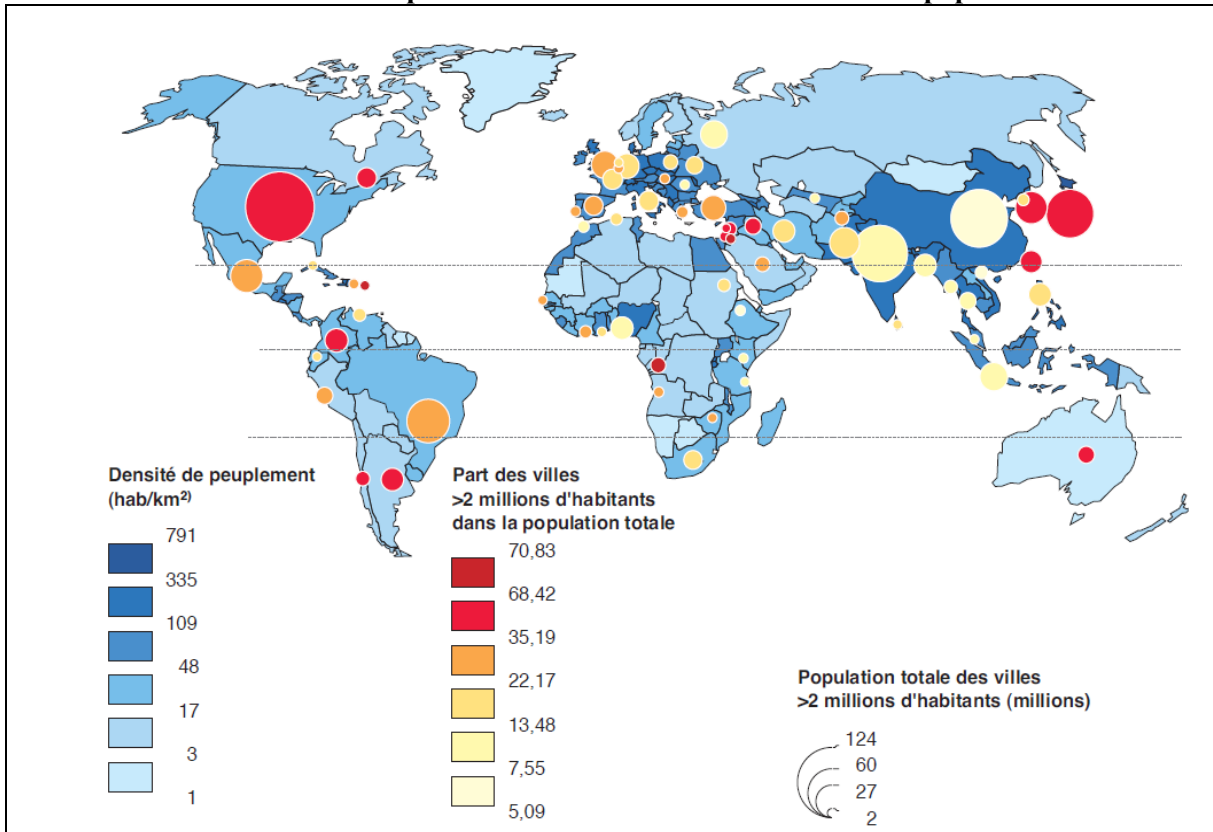 Densité de peuplement
(hab/km²)
791
335
109
48
17
3
1
Part des villes
>2 millions d'habitants
dans la population totale
70,83
68,42
35,19
22,17
13,48
7,55
5,09
Population totale des villes
>2 millions d'habitants (millions)
124
60
27
2